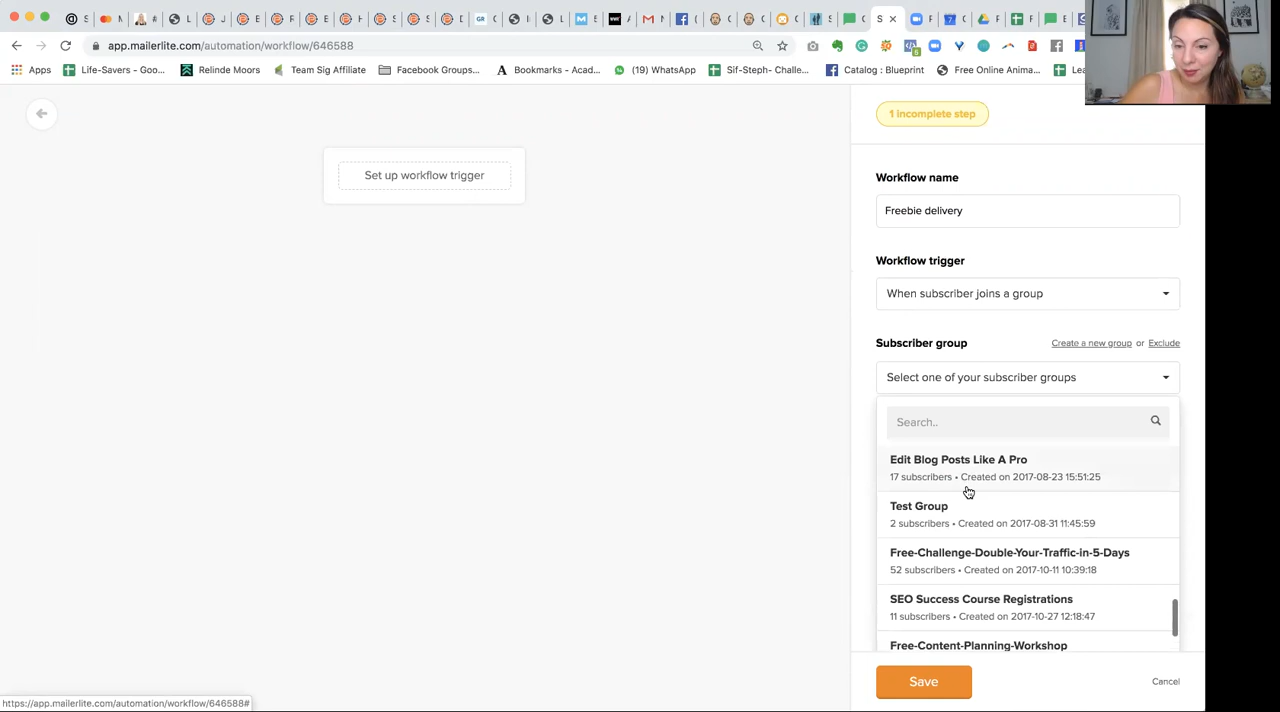 app.mailerlite.com/automation/workflow/646588
Apps
Life-Savers - Goo...
Relinde Moors
Team Sig Affiliate
Facebook Groups...
Bookmarks – Acad...
(19) WhatsApp
Sif-Steph- Challe...
Catalog : Blueprint
Free Online Anima...
1 incomplete step
Set up workflow trigger
Workflow name
Freebie delivery
Workflow trigger
When subscriber joins a group
Subscriber group
Create a new group or Exclude
Select one of your subscriber groups
Search..
Edit Blog Posts Like A Pro
17 subscribers • Created on 2017-08-23 15:51:25
Test Group
2 subscribers • Created on 2017-08-31 11:45:59
Free-Challenge-Double-Your-Traffic-in-5-Days
52 subscribers • Created on 2017-10-11 10:39:18
SEO Success Course Registrations
11 subscribers • Created on 2017-10-27 12:18:47
Free-Content-Planning-Workshop
Save
Cancel
https://app.mailerlite.com/automation/workflow/646588#